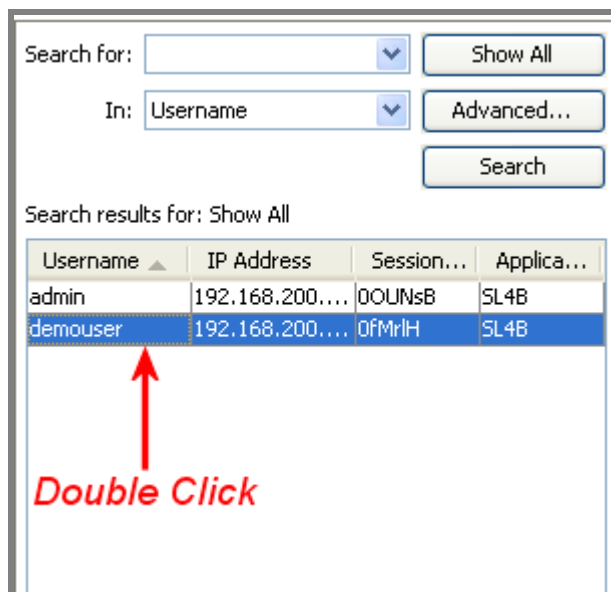 Search for: Show All
In: Username Advanced...
Search
Search results for: Show All
Username IP Address Session... Applica...
admin 192.168.200.... 0OUNsB SL4B
demouser 192.168.200.... 0fMrlH SL4B
Double Click